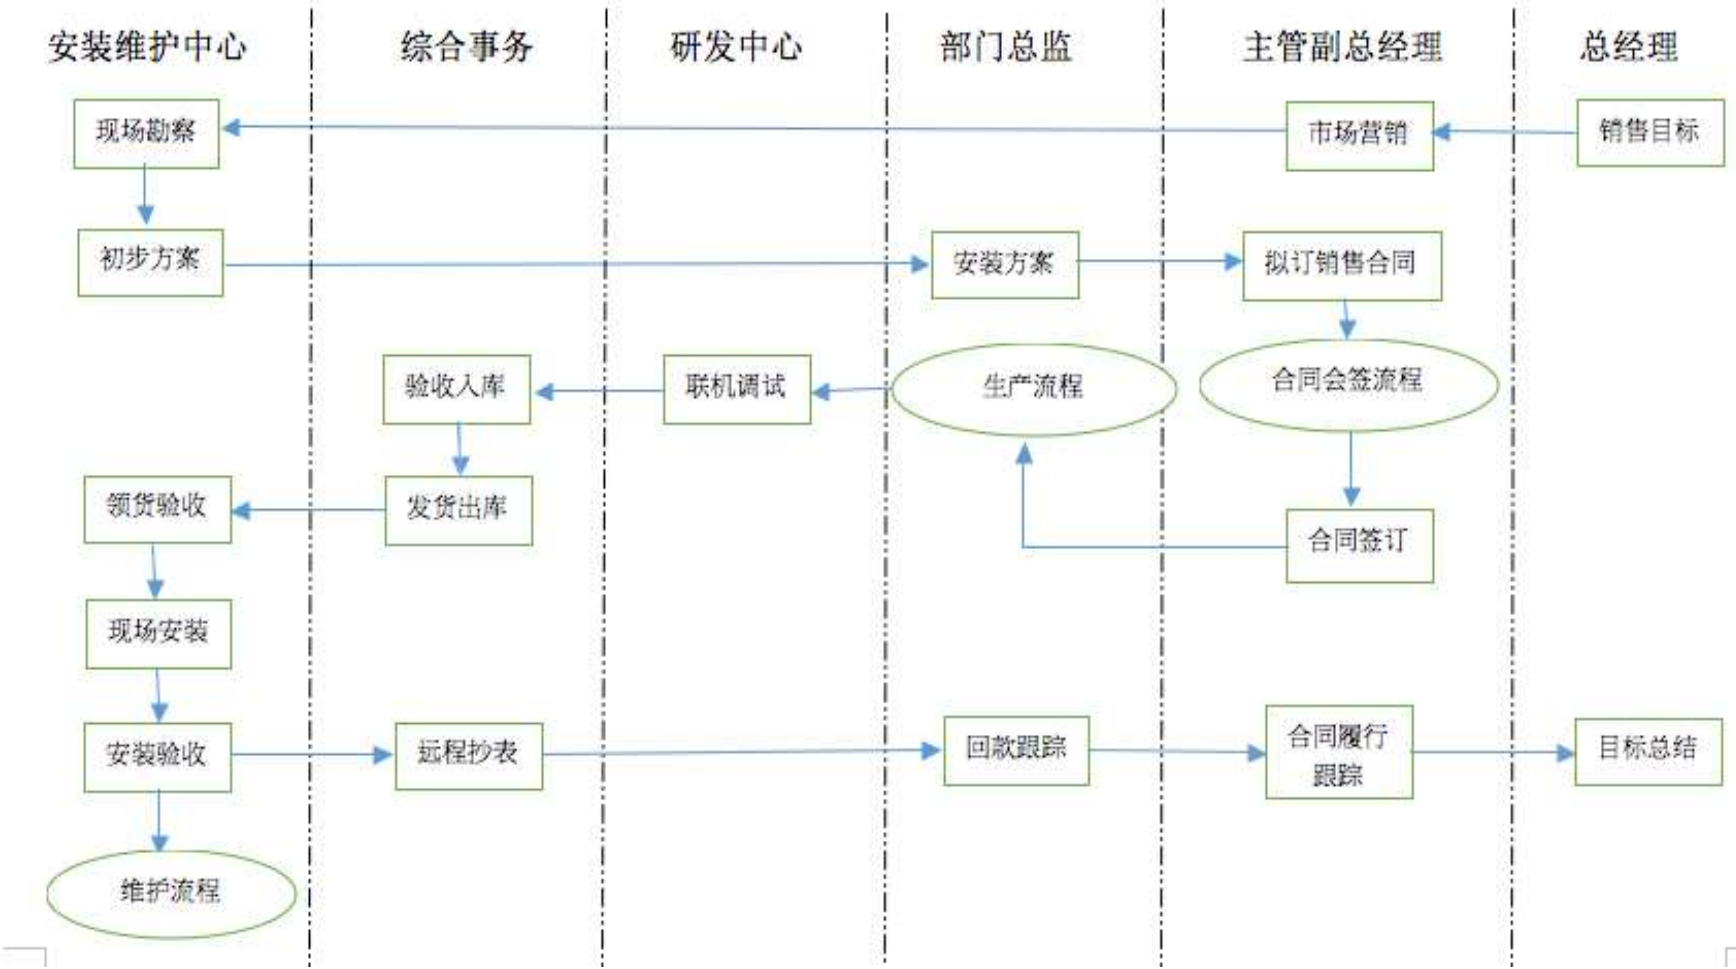 安装维护中心
综合事务
研发中心
部门总监
主管副总经理
总经理
现场勘察
市场营销
销售目标
初步方案
安装方案
拟订销售合同
验收入库
联机调试
生产流程
合同会签流程
领货验收
发货出库
合同签订
现场安装
安装验收
远程抄表
回款跟踪
合同履行
跟踪
目标总结
维护流程